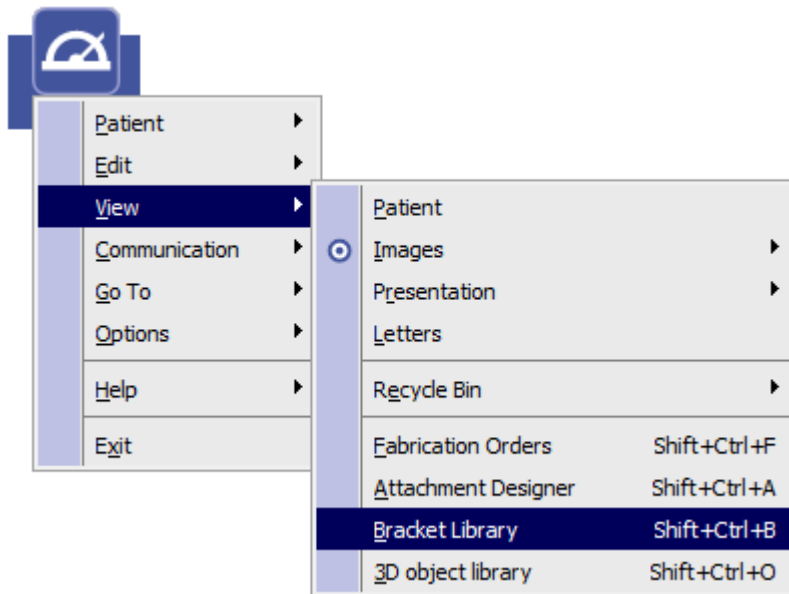 Patient
Edit
View
Communication
Go To
Options
Help
Exit
Patient
Images
Presentation
Letters
Recycle Bin
Fabrication Orders Shift+Ctrl+F
Attachment Designer Shift+Ctrl+A
Bracket Library Shift+Ctrl+B
3D object library Shift+Ctrl+O